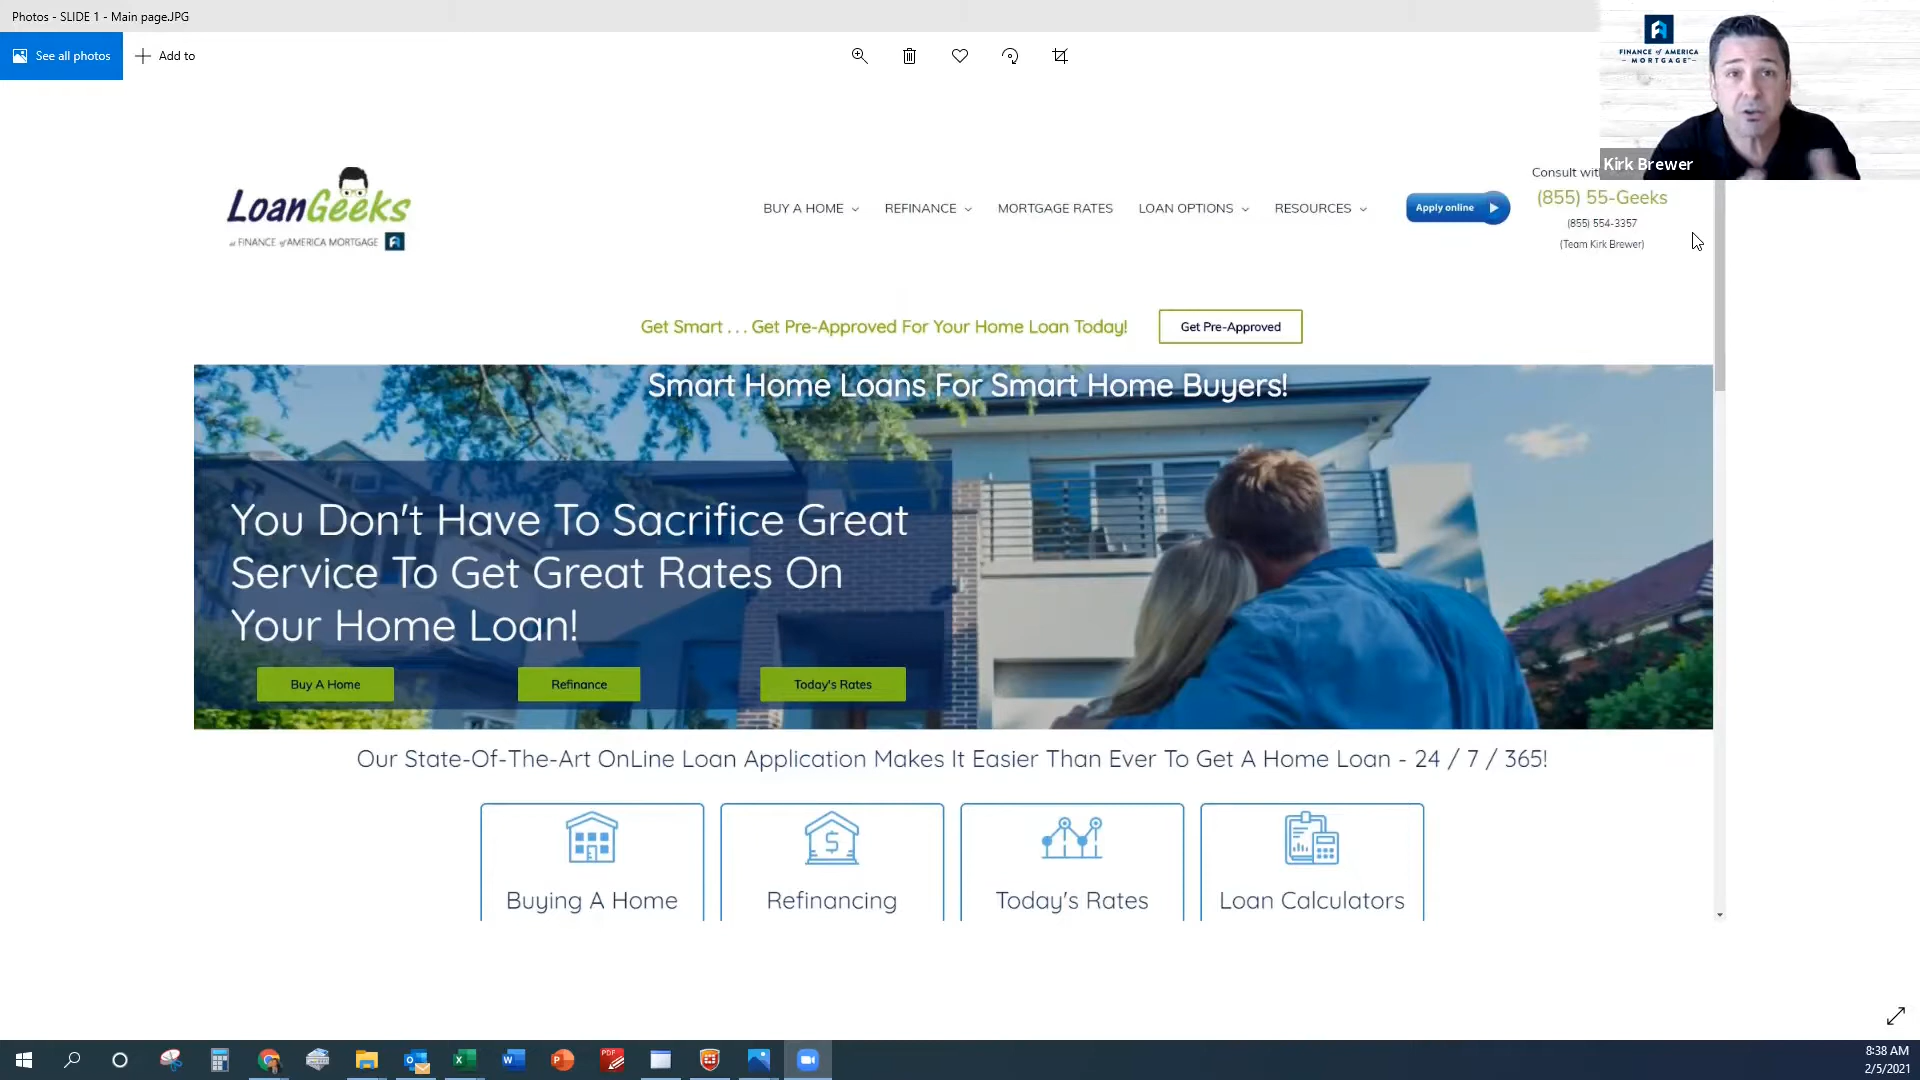 Photos - SLIDE 1 - Main page.JPG
See all photos
Add to
FINANCE of AMERICA
MORTGAGE
Kirk Brewer
LoanGeeks
at FINANCE of AMERICA MORTGAGE
BUY A HOME
REFINANCE
MORTGAGE RATES
LOAN OPTIONS
RESOURCES
Apply online
Consult wit
(855) 55-Geeks
(855) 554-3357
(Team Kirk Brewer)
Get Smart . . . Get Pre-Approved For Your Home Loan Today!
Get Pre-Approved
Smart Home Loans For Smart Home Buyers!
You Don't Have To Sacrifice Great
Service To Get Great Rates On
Your Home Loan!
Buy A Home
Refinance
Today's Rates
Our State-Of-The-Art OnLine Loan Application Makes It Easier Than Ever To Get A Home Loan - 24 / 7 / 365!
Buying A Home
Refinancing
Today's Rates
Loan Calculators
PDF
8:38 AM
2/5/2021